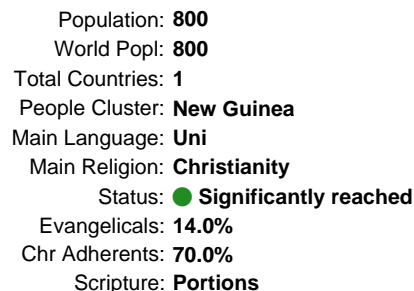 Population: 800
World Popl: 800
Total Countries: 1
People Cluster: New Guinea
Main Language: Uni
Main Religion: Christianity
Status: Significantly reached
Evangelicals: 14.0%
Chr Adherents: 70.0%
Scripture: Portions